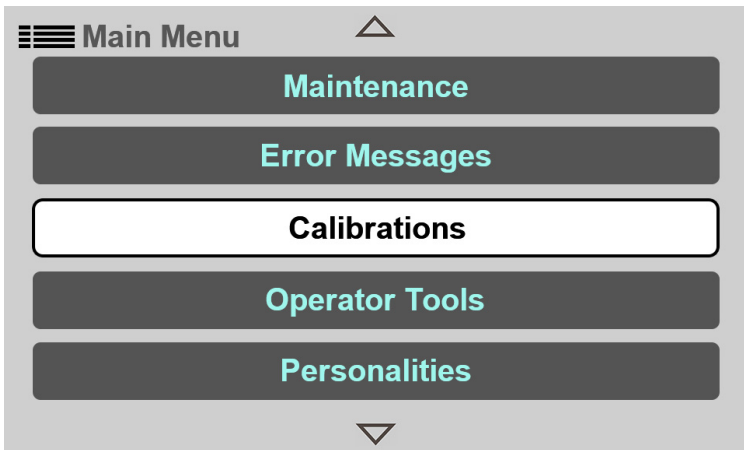 Main Menu
Maintenance
Error Messages
Calibrations
Operator Tools
Personalities